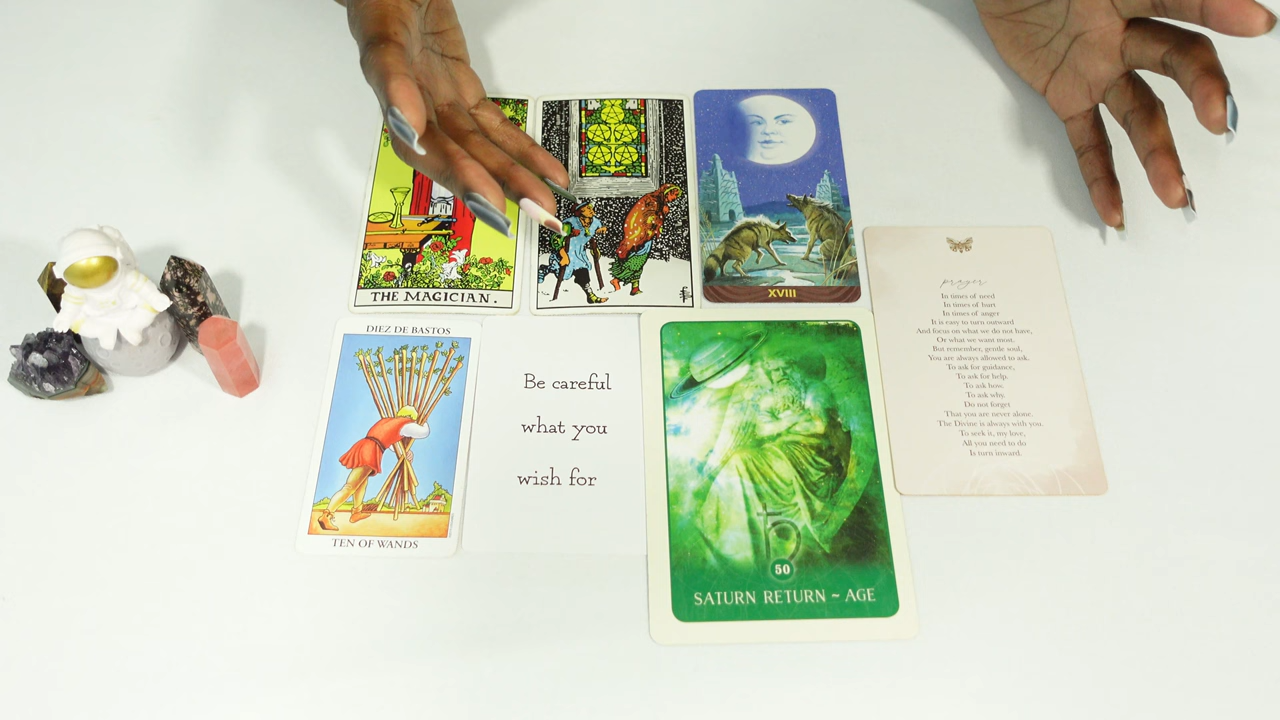 THE MAGICIAN.
XVIII
DIEZ DE BASTOS
TEN OF WANDS
Be careful
what you
wish for
50
SATURN RETURN ~ AGE
prayer
In times of need
In times of hurt
In times of anger
It is easy to turn outward
And focus on what we do not have,
Or what we want most.
But remember, gentle soul,
You are always allowed to ask.
To ask for guidance,
To ask for help,
To ask how.
To ask why.
Do not forget
That you are never alone.
The Divine is always with you.
To seek it, my love,
All you need to do
Is turn inward.